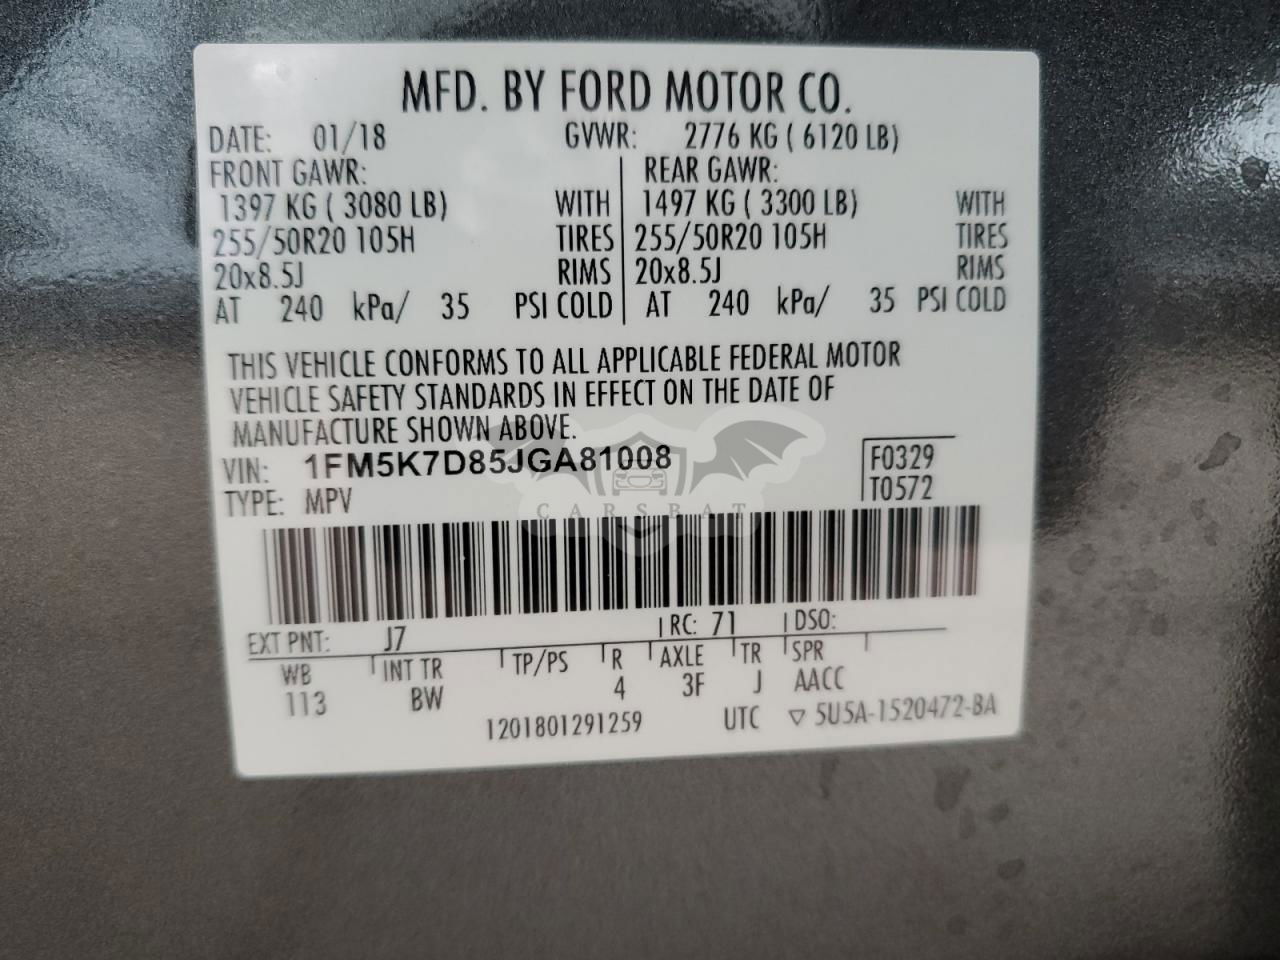 MFD. BY FORD MOTOR CO.
DATE: 01/18 GVWR: 2776 KG ( 6120 LB)
FRONT GAWR: REAR GAWR:
1397 KG ( 3080 LB) WITH 1497 KG ( 3300 LB) WITH
255/50R20 105H TIRES 255/50R20 105H TIRES
20x8.5J RIMS 20x8.5J RIMS
AT 240 kPa/ 35 PSI COLD AT 240 kPa/ 35 PSI COLD
THIS VEHICLE CONFORMS TO ALL APPLICABLE FEDERAL MOTOR
VEHICLE SAFETY STANDARDS IN EFFECT ON THE DATE OF
MANUFACTURE SHOWN ABOVE.
VIN: 1FM5K7D85JGA81008 F0329
TYPE: MPV T0572
CARSBAT
EXT PNT: J7 RC: 71 DSO:
WB INT TR TP/PS R AXLE TR SPR
113 BW 4 3F J AACC
1201801291259 UTC ▽ 5U5A-1520472-BA